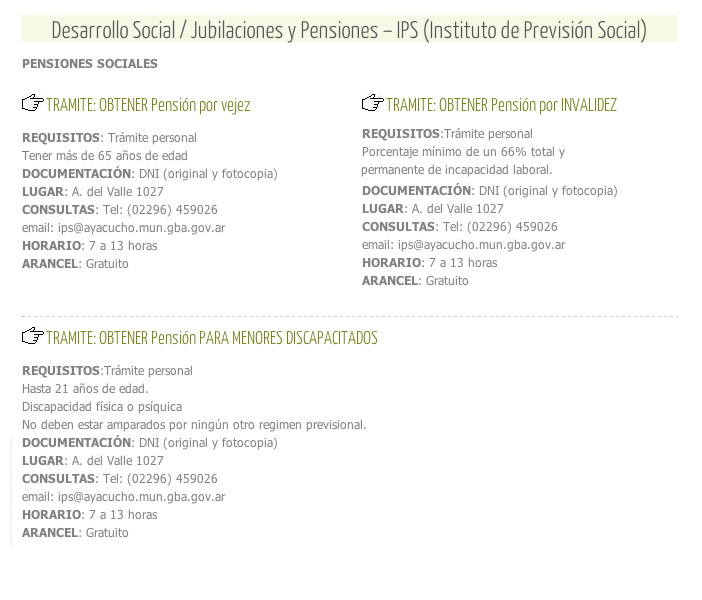 Desarrollo Social / Jubilaciones y Pensiones – IPS (Instituto de Previsión Social)
PENSIONES SOCIALES
TRAMITE: OBTENER Pensión por vejez
REQUISITOS: Trámite personal
Tener más de 65 años de edad
DOCUMENTACIÓN: DNI (original y fotocopia)
LUGAR: A. del Valle 1027
CONSULTAS: Tel: (02296) 459026
email: ips@ayacucho.mun.gba.gov.ar
HORARIO: 7 a 13 horas
ARANCEL: Gratuito
TRAMITE: OBTENER Pensión por INVALIDEZ
REQUISITOS:Trámite personal
Porcentaje mínimo de un 66% total y
permanente de incapacidad laboral.
DOCUMENTACIÓN: DNI (original y fotocopia)
LUGAR: A. del Valle 1027
CONSULTAS: Tel: (02296) 459026
email: ips@ayacucho.mun.gba.gov.ar
HORARIO: 7 a 13 horas
ARANCEL: Gratuito
TRAMITE: OBTENER Pensión PARA MENORES DISCAPACITADOS
REQUISITOS:Trámite personal
Hasta 21 años de edad.
Discapacidad física o psíquica
No deben estar amparados por ningún otro regimen previsional.
DOCUMENTACIÓN: DNI (original y fotocopia)
LUGAR: A. del Valle 1027
CONSULTAS: Tel: (02296) 459026
email: ips@ayacucho.mun.gba.gov.ar
HORARIO: 7 a 13 horas
ARANCEL: Gratuito